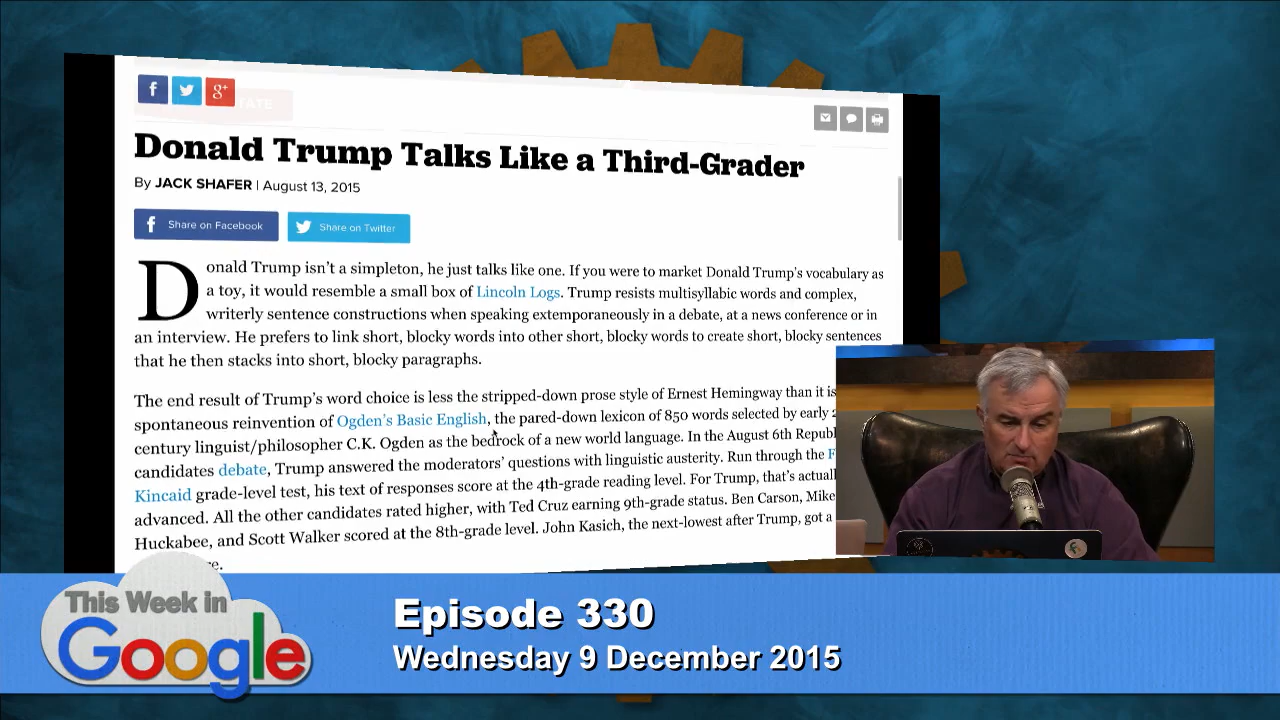 f g+
Donald Trump Talks Like a Third-Grader
By JACK SHAFER | August 13, 2015
f Share on Facebook Share on Twitter
Donald Trump isn't a simpleton, he just talks like one. If you were to market Donald Trump's vocabulary as
a toy, it would resemble a small box of Lincoln Logs. Trump resists multisyllabic words and complex,
writerly sentence constructions when speaking extemporaneously in a debate, at a news conference or in
an interview. He prefers to link short, blocky words into other short, blocky words to create short, blocky sentences
that he then stacks into short, blocky paragraphs.
The end result of Trump's word choice is less the stripped-down prose style of Ernest Hemingway than it is
spontaneous reinvention of Ogden's Basic English, the pared-down lexicon of 850 words selected by early 2
century linguist/philosopher C.K. Ogden as the bedrock of a new world language. In the August 6th Repub
candidates debate, Trump answered the moderators' questions with linguistic austerity. Run through the F
Kincaid grade-level test, his text of responses score at the 4th-grade reading level. For Trump, that's actuall
advanced. All the other candidates rated higher, with Ted Cruz earning 9th-grade status. Ben Carson, Mike
Huckabee, and Scott Walker scored at the 8th-grade level. John Kasich, the next-lowest after Trump, got a
This Week in
Google
Episode 330
Wednesday 9 December 2015